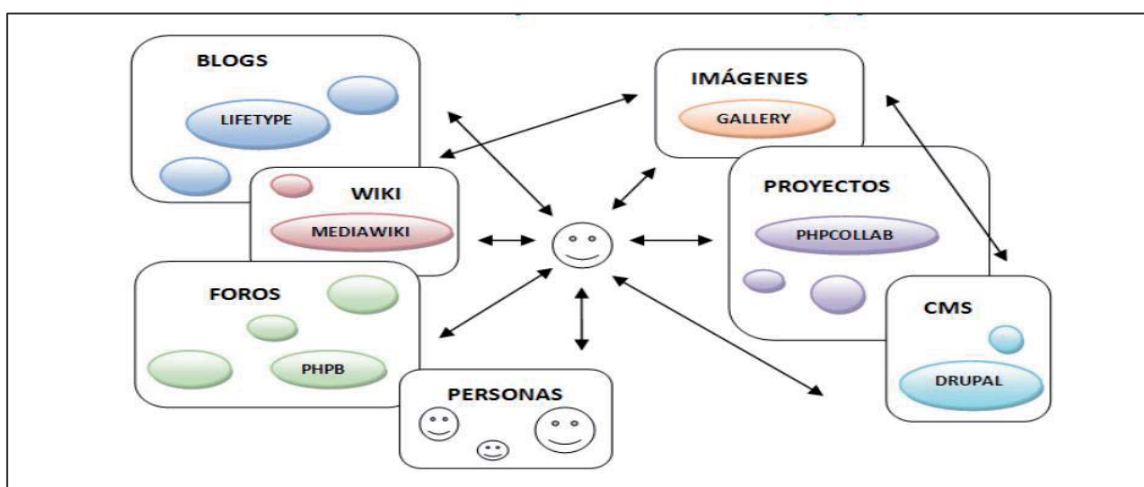 BLOGS
LIFETYPE
WIKI
MEDIAWIKI
FOROS
PHPB
PERSONAS
IMÁGENES
GALLERY
PROYECTOS
PHPCOLLAB
CMS
DRUPAL